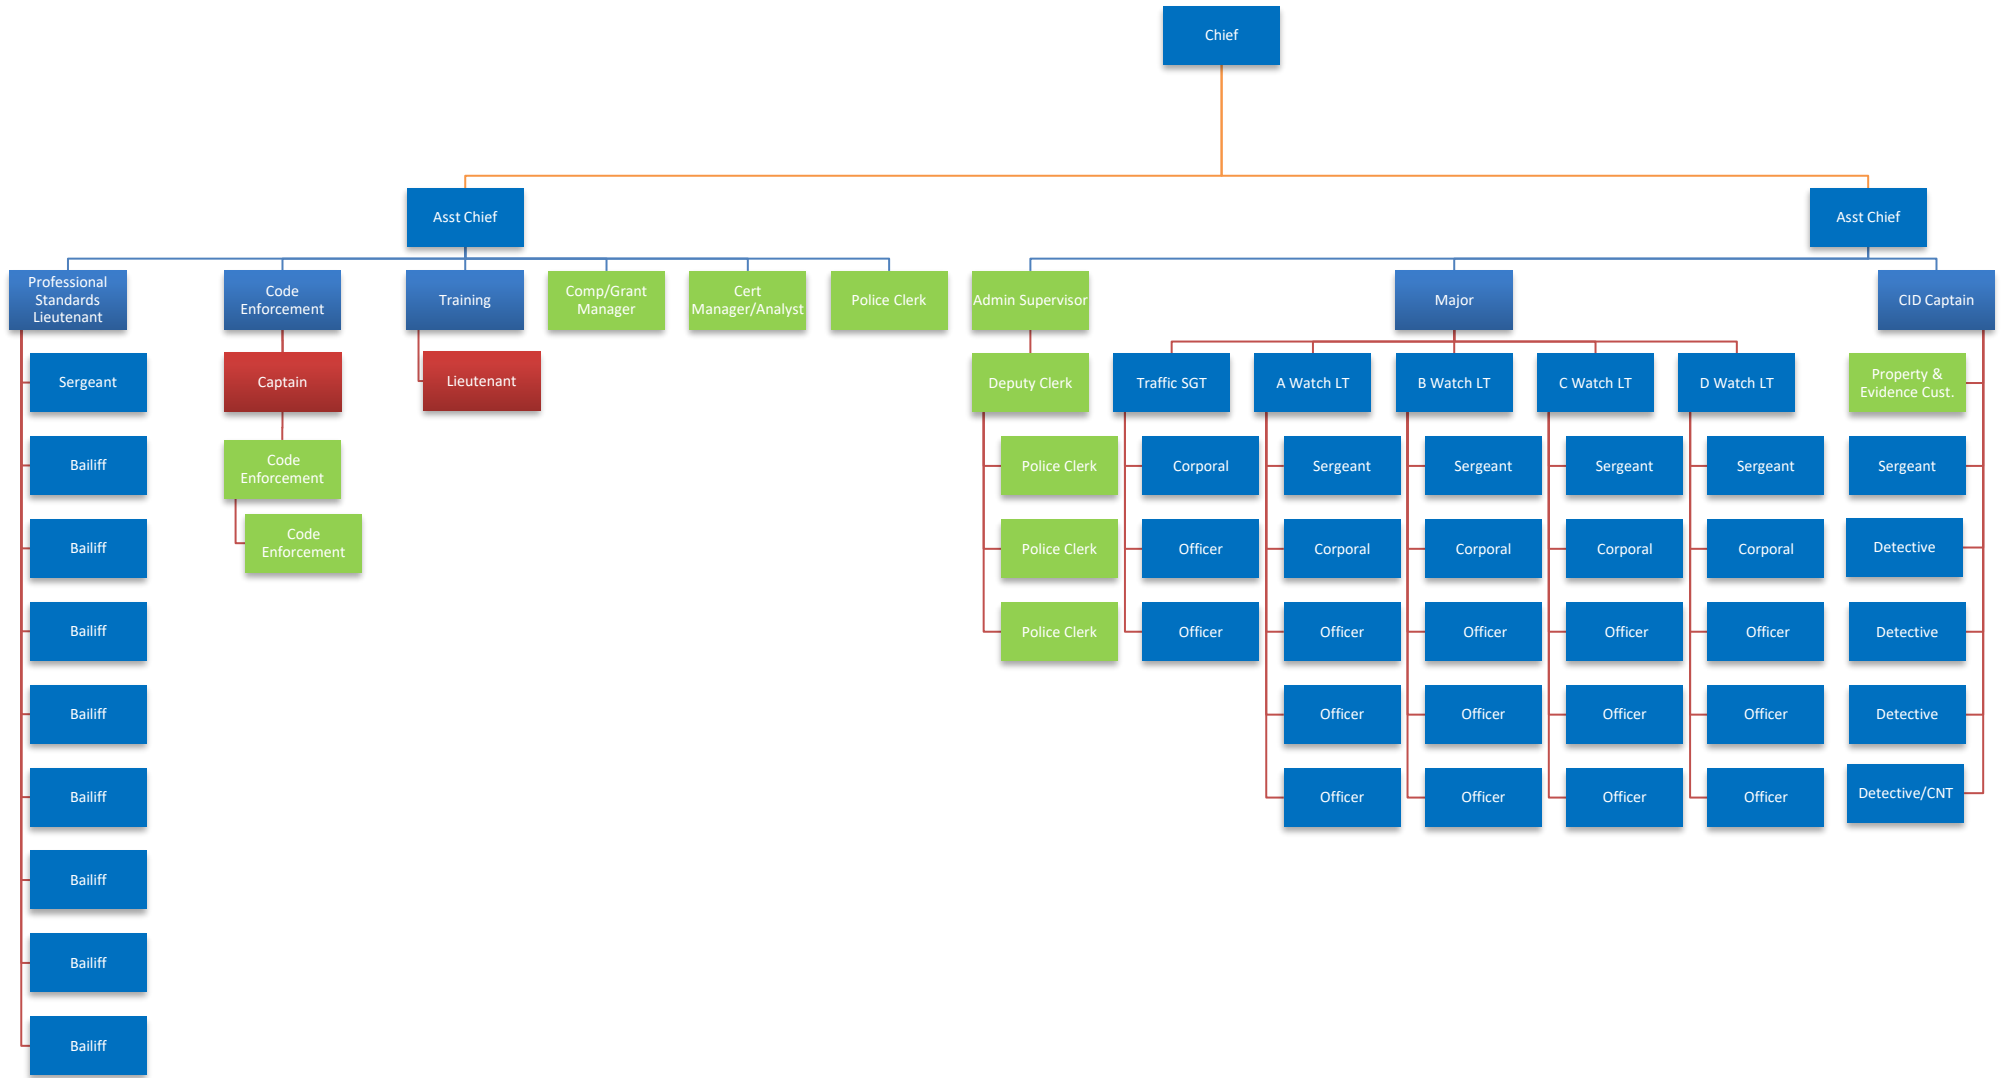 Chief
Asst Chief
Asst Chief
Professional
Standards
Lieutenant
Code
Enforcement
Training
Comp/Grant
Manager
Cert
Manager/Analyst
Police Clerk
Admin Supervisor
Major
CID Captain
Sergeant
Captain
Lieutenant
Deputy Clerk
Traffic SGT
A Watch LT
B Watch LT
C Watch LT
D Watch LT
Property &
Evidence Cust.
Bailiff
Code
Enforcement
Police Clerk
Corporal
Sergeant
Sergeant
Sergeant
Sergeant
Sergeant
Bailiff
Code
Enforcement
Police Clerk
Officer
Corporal
Corporal
Corporal
Corporal
Detective
Bailiff
Police Clerk
Officer
Officer
Officer
Officer
Officer
Detective
Bailiff
Officer
Officer
Officer
Officer
Detective
Bailiff
Officer
Officer
Officer
Officer
Detective/CNT
Bailiff
Bailiff
Bailiff